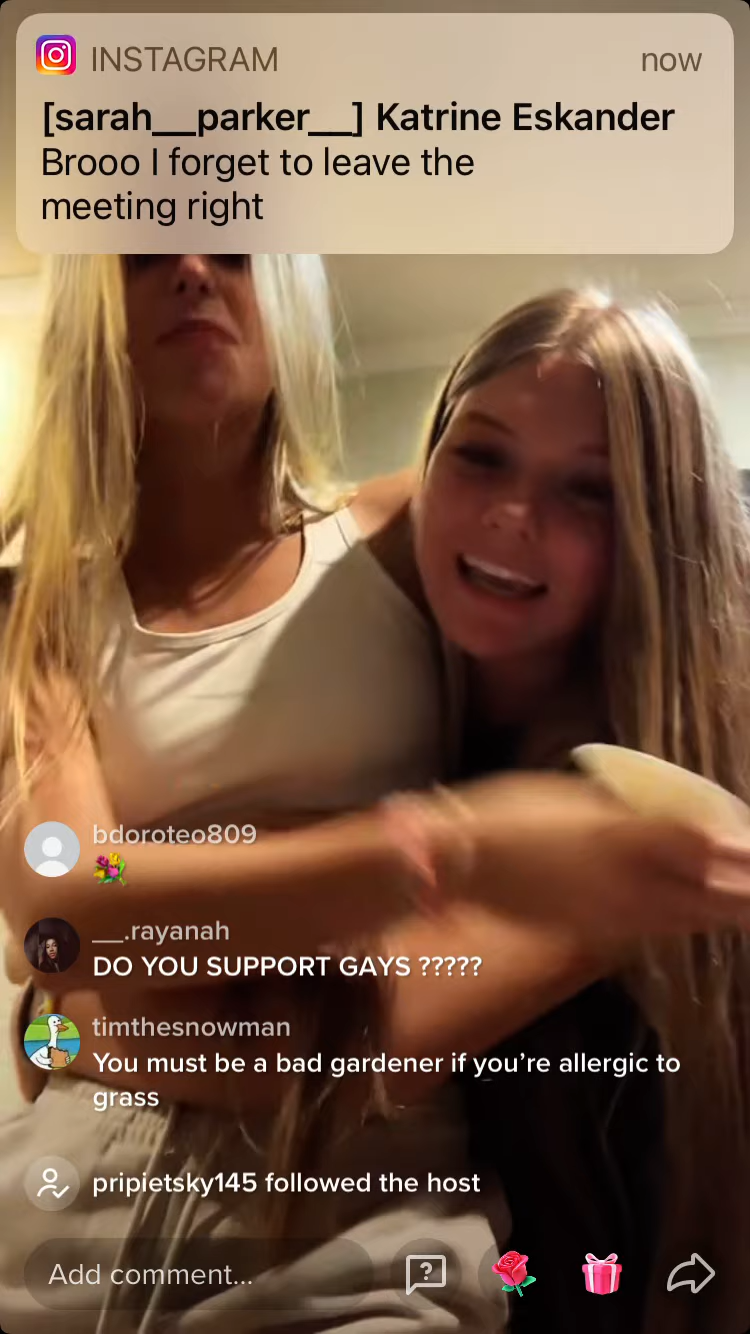 INSTAGRAM
now
[sarah__parker__] Katrine Eskander
Brooo I forget to leave the
meeting right
bdoroteo809
__.rayanah
DO YOU SUPPORT GAYS ?????
timthesnowman
You must be a bad gardener if you’re allergic to
grass
pripietsky145 followed the host
Add comment...
?